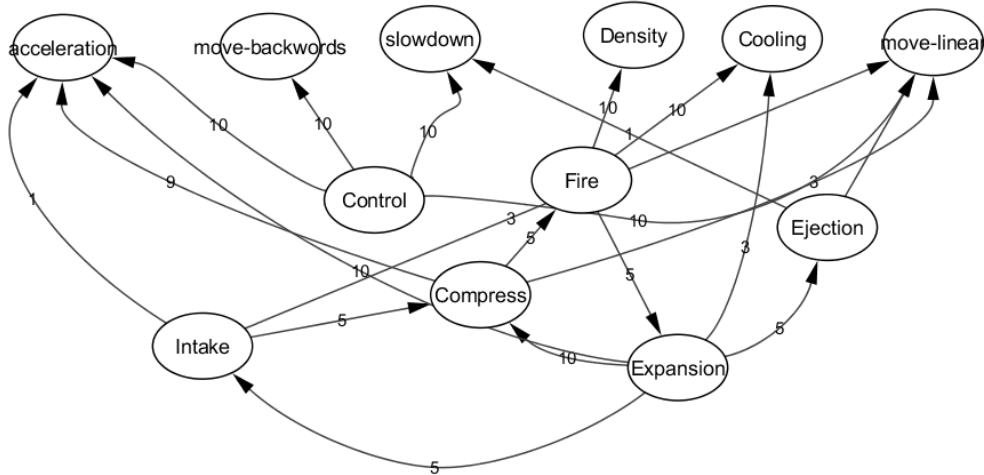 acceleration
move-backwords
slowdown
Density
Cooling
move-linear
10
10
10
10
10
1
9
Control
Fire
3
1
3
10
Ejection
5
3
10
5
Compress
5
Intake
5
10
Expansion
5